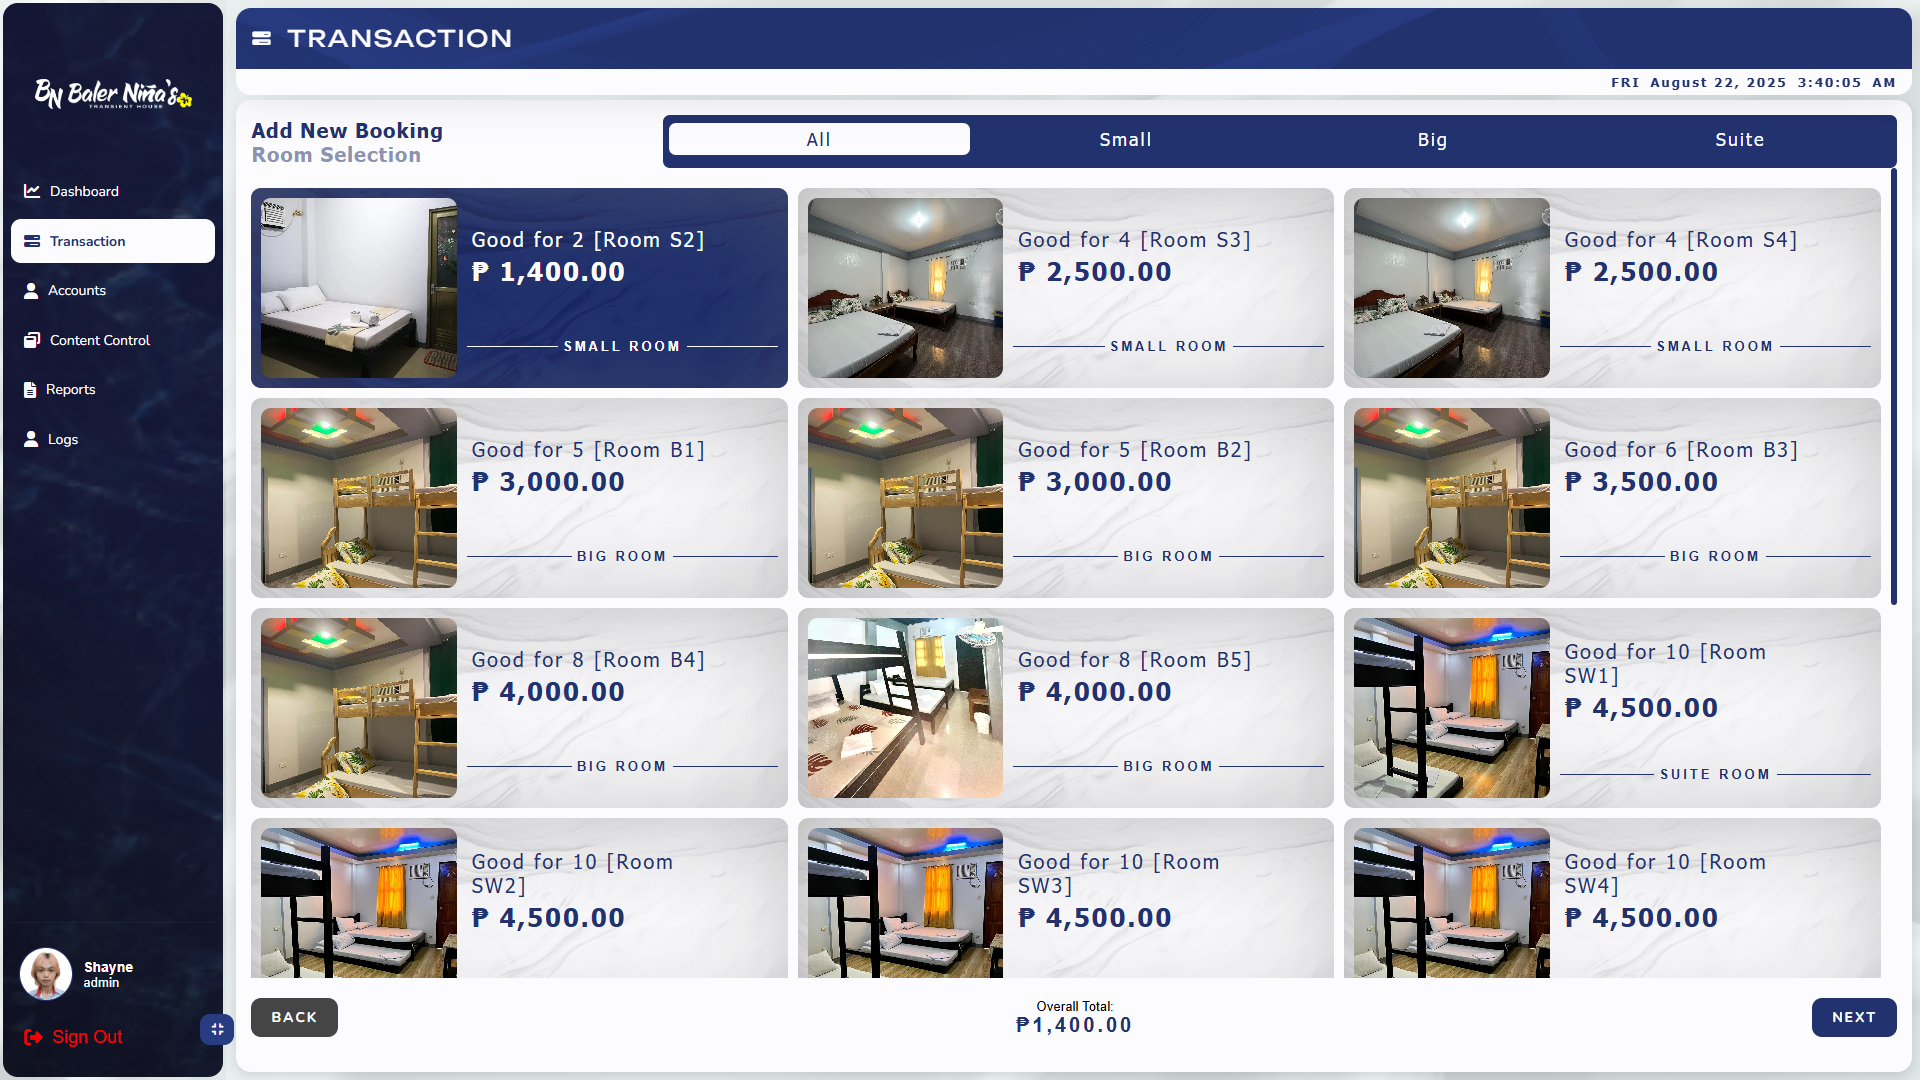 BN Baler Niña's
TRANSIENT HOUSE
Dashboard
Transaction
Accounts
Content Control
Reports
Logs
Shayne
admin
Sign Out
TRANSACTION
FRI August 22, 2025 3:40:05 AM
Add New Booking
Room Selection
All
Small
Big
Suite
Good for 2 [Room S2]
₱ 1,400.00
SMALL ROOM
Good for 4 [Room S3]
₱ 2,500.00
SMALL ROOM
Good for 4 [Room S4]
₱ 2,500.00
SMALL ROOM
Good for 5 [Room B1]
₱ 3,000.00
BIG ROOM
Good for 5 [Room B2]
₱ 3,000.00
BIG ROOM
Good for 6 [Room B3]
₱ 3,500.00
BIG ROOM
Good for 8 [Room B4]
₱ 4,000.00
BIG ROOM
Good for 8 [Room B5]
₱ 4,000.00
BIG ROOM
Good for 10 [Room
SW1]
₱ 4,500.00
SUITE ROOM
Good for 10 [Room
SW2]
₱ 4,500.00
Good for 10 [Room
SW3]
₱ 4,500.00
Good for 10 [Room
SW4]
₱ 4,500.00
BACK
Overall Total:
₱1,400.00
NEXT